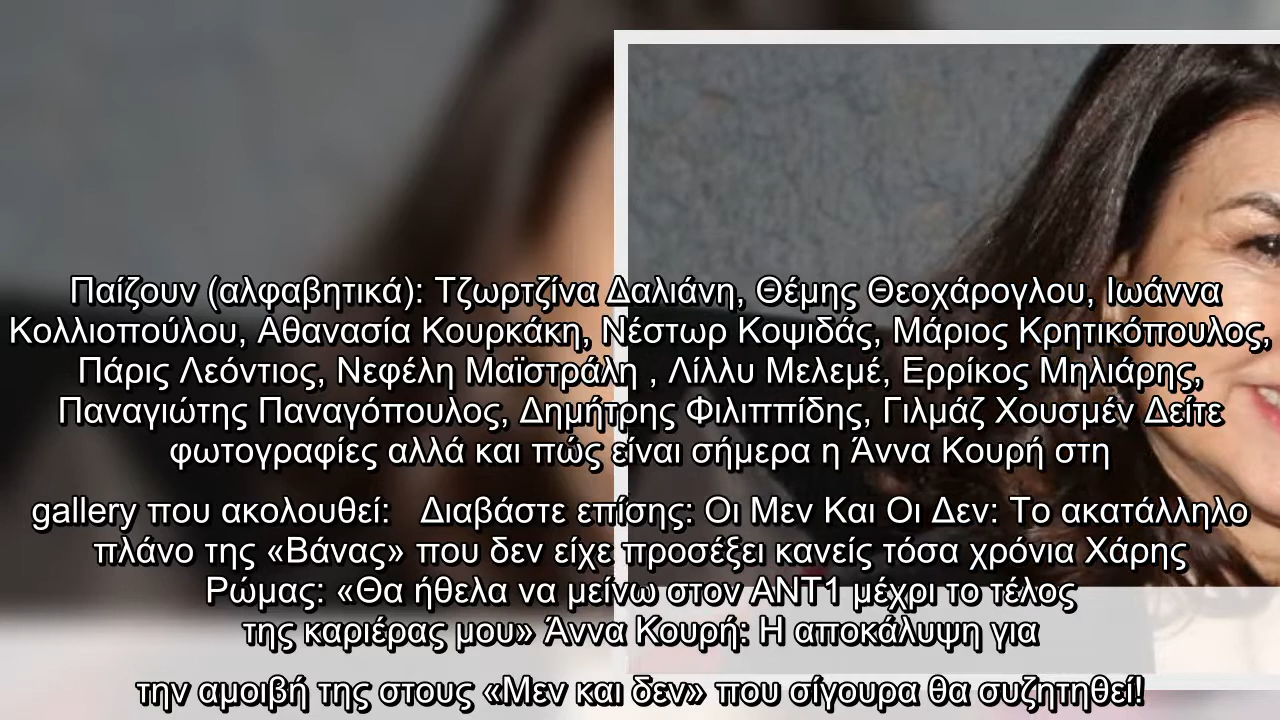 Παίζουν (αλφαβητικά): Τζωρτζίνα Δαλιάνη, Θέμης Θεοχάρογλου, Ιωάννα
Κολλιοπούλου, Αθανασία Κουρκάκη, Νέστωρ Κοψιδάς, Μάριος Κρητικόπουλος,
Πάρις Λεόντιος, Νεφέλη Μαϊστράλη , Λίλλυ Μελεμέ, Ερρίκος Μηλιάρης,
Παναγιώτης Παναγόπουλος, Δημήτρης Φιλιππίδης, Γιλμάζ Χουσμέν Δείτε
φωτογραφίες αλλά και πώς είναι σήμερα η Άννα Κουρή στη
gallery που ακολουθεί:   Διαβάστε επίσης: Οι Μεν Και Οι Δεν: Το ακατάλληλο
πλάνο της «Βάνας» που δεν είχε προσέξει κανείς τόσα χρόνια Χάρης
Ρώμας: «Θα ήθελα να μείνω στον ΑΝΤ1 μέχρι το τέλος
της καριέρας μου» Άννα Κουρή: Η αποκάλυψη για
την αμοιβή της στους «Μεν και δεν» που σίγουρα θα συζητηθεί!